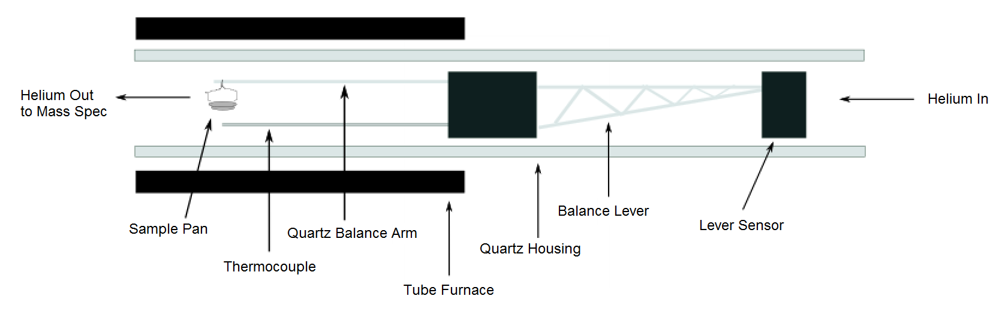 Helium Out
to Mass Spec
Helium In
Sample Pan
Thermocouple
Quartz Balance Arm
Tube Furnace
Quartz Housing
Balance Lever
Lever Sensor